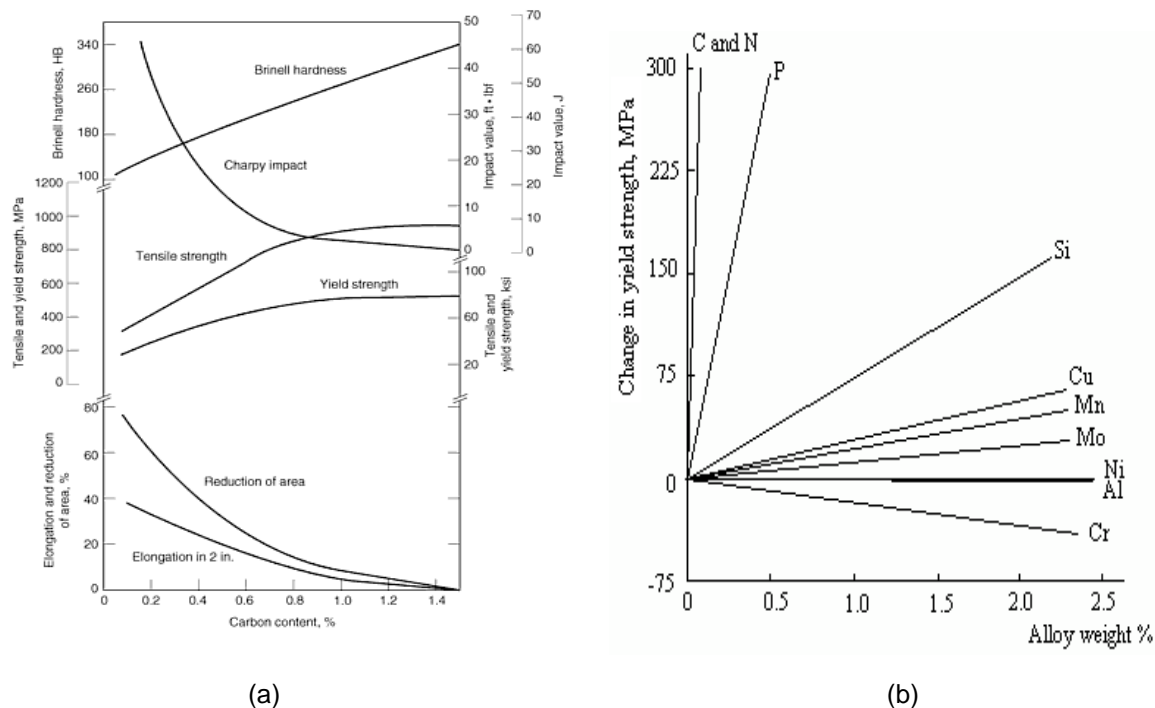 Brinell hardness, HB
340
260
180
100
1200
1000
800
600
400
200
0
Tensile and yield strength, MPa
80
60
40
20
0
Elongation and reduction
of area, %
0
0.2
0.4
0.6
0.8
1.0
1.2
1.4
Carbon content, %
Brinell hardness
Charpy impact
Tensile strength
Yield strength
Reduction of area
Elongation in 2 in.
50
40
30
20
10
0
Impact value, ft • lbf
70
60
50
40
30
20
10
0
Impact value, J
100
80
60
40
20
Tensile and
yield strength, ksi
(a)
C and N
P
Si
Cu
Mn
Mo
Ni
Al
Cr
300
225
150
75
0
-75
Change in yield strength, MPa
0
0.5
1.0
1.5
2.0
2.5
Alloy weight %
(b)